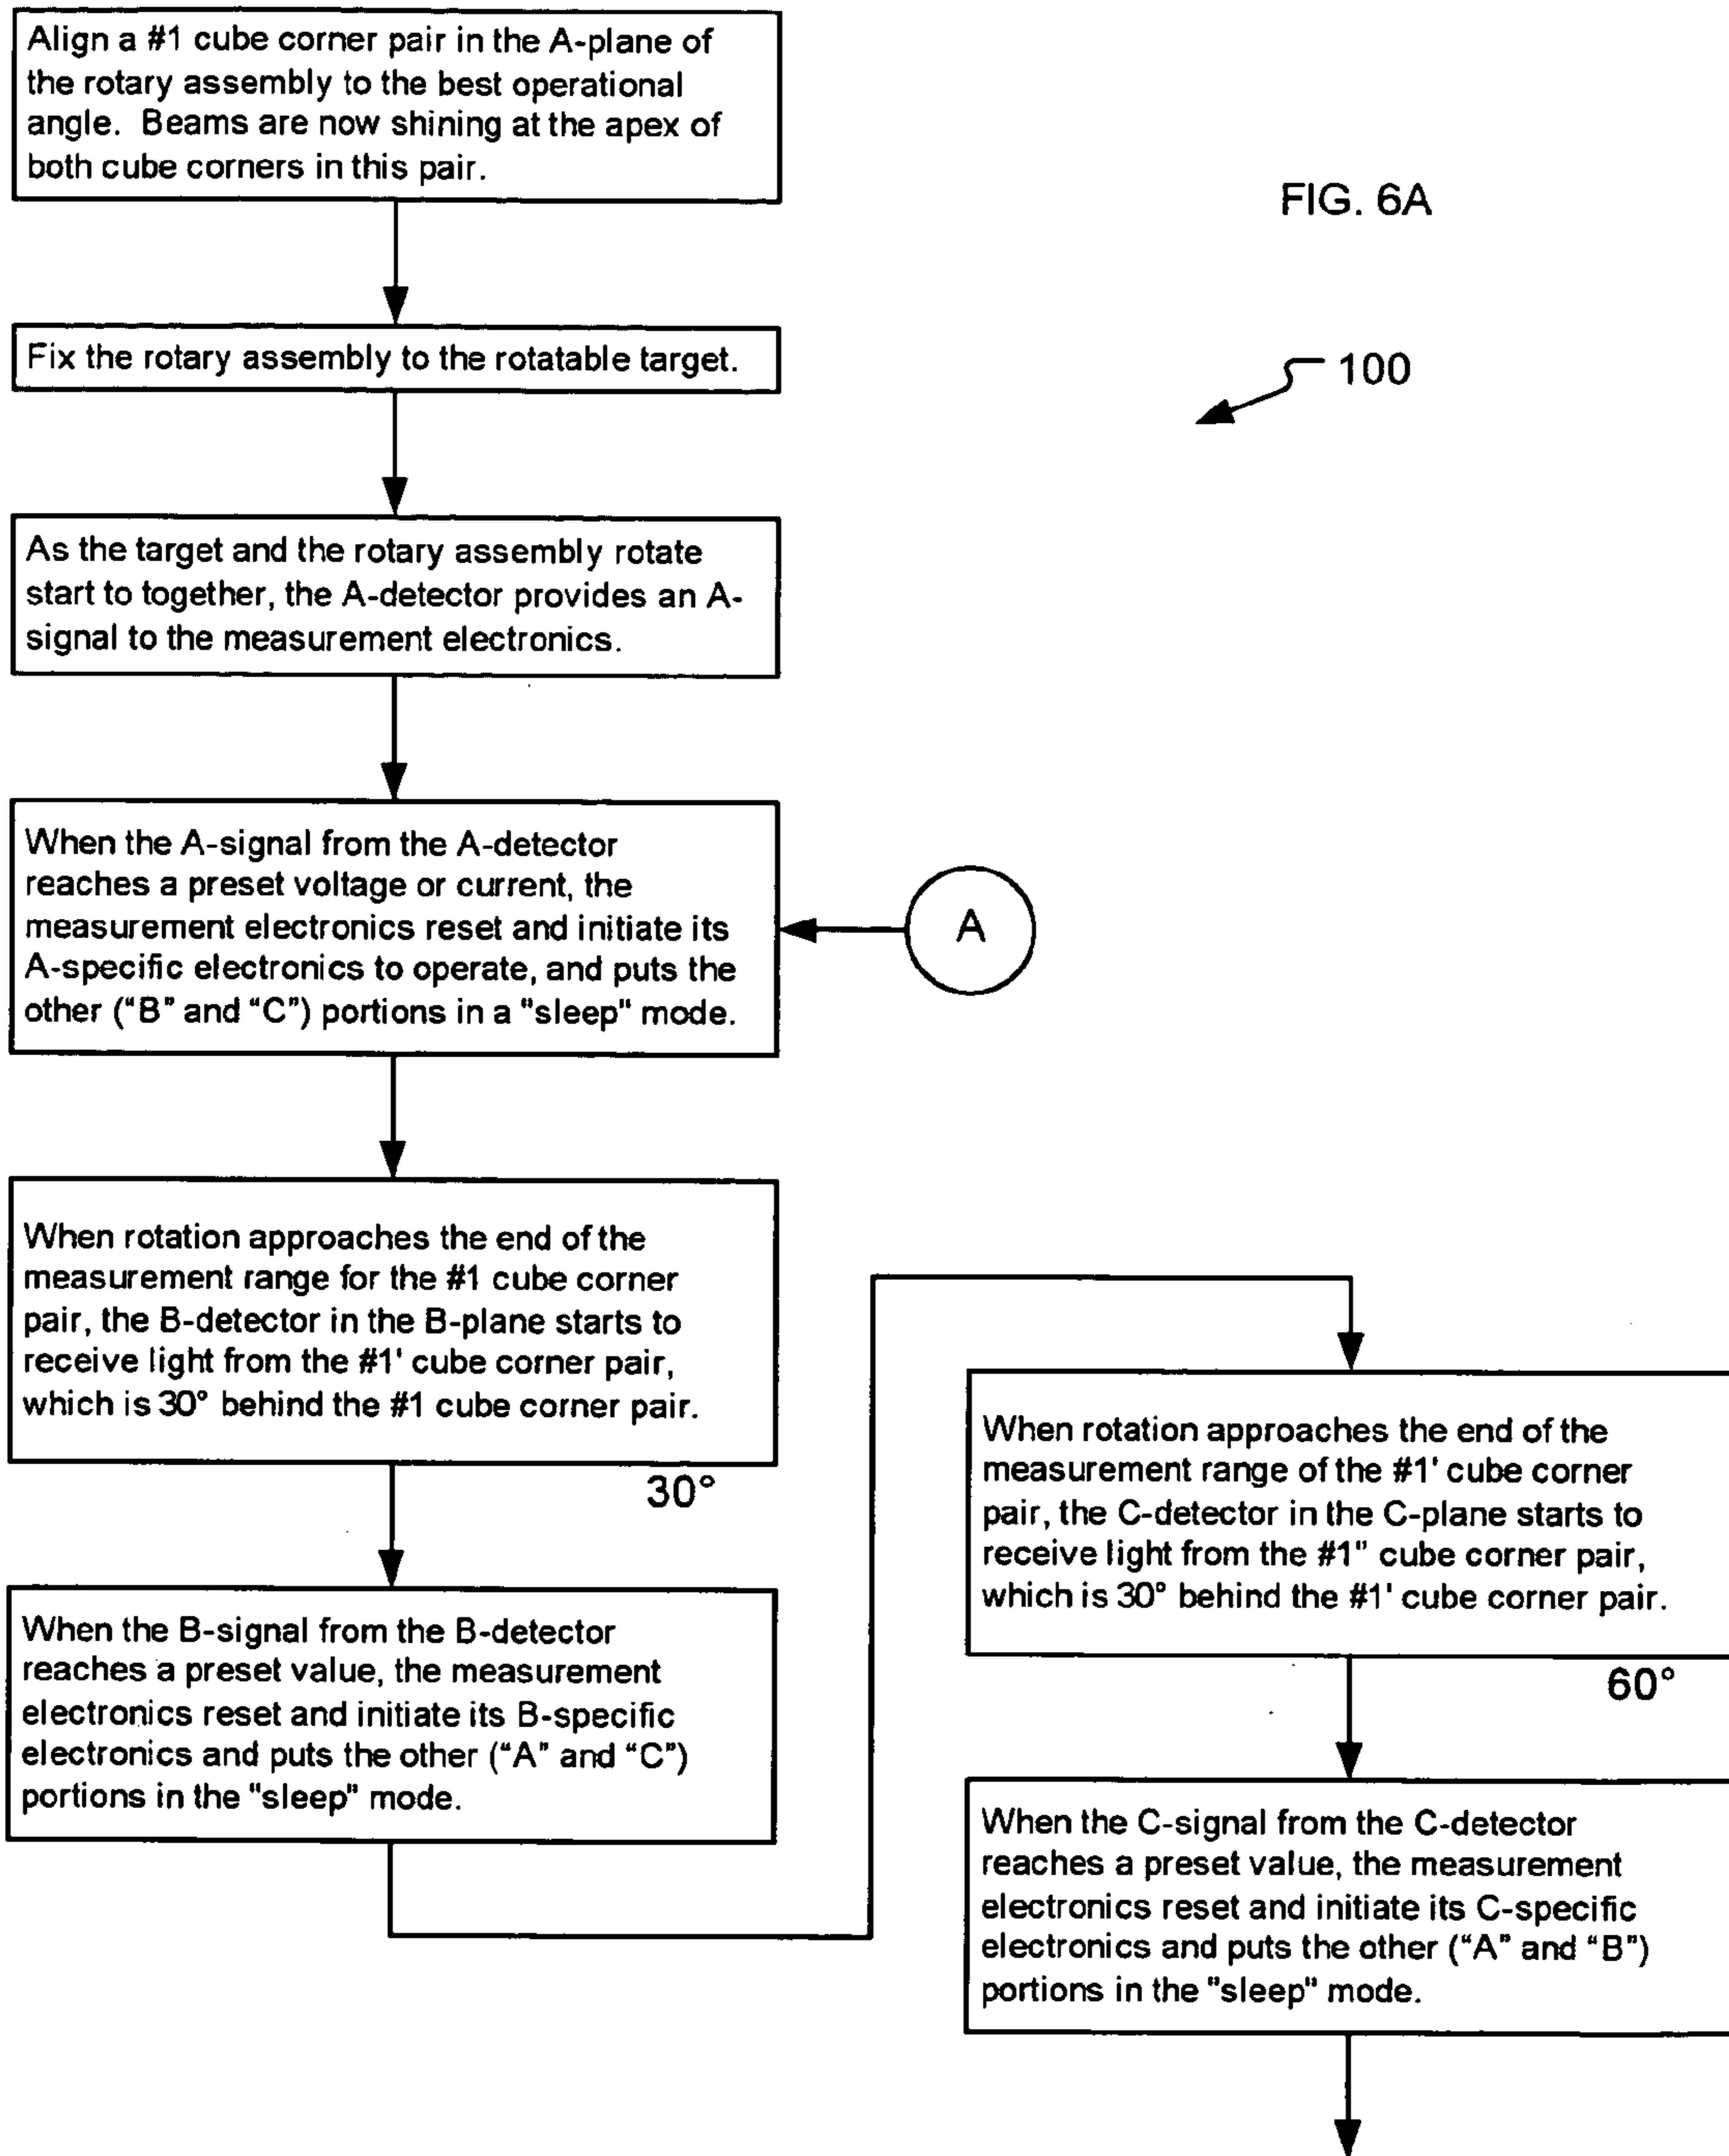 Align a #1 cube corner pair in the A-plane of
the rotary assembly to the best operational
angle. Beams are now shining at the apex of
both cube corners in this pair.
FIG. 6A
Fix the rotary assembly to the rotatable target.
100
As the target and the rotary assembly rotate
start to together, the A-detector provides an A-
signal to the measurement electronics.
When the A-signal from the A-detector
reaches a preset voltage or current, the
measurement electronics reset and initiate its
A-specific electronics to operate, and puts the
other (“B” and “C”) portions in a "sleep" mode.
A
When rotation approaches the end of the
measurement range for the #1 cube corner
pair, the B-detector in the B-plane starts to
receive light from the #1' cube corner pair,
which is 30° behind the #1 cube corner pair.
30°
When the B-signal from the B-detector
reaches a preset value, the measurement
electronics reset and initiate its B-specific
electronics and puts the other (“A” and “C”)
portions in the "sleep" mode.
When rotation approaches the end of the
measurement range of the #1' cube corner
pair, the C-detector in the C-plane starts to
receive light from the #1" cube corner pair,
which is 30° behind the #1' cube corner pair.
60°
When the C-signal from the C-detector
reaches a preset value, the measurement
electronics reset and initiate its C-specific
electronics and puts the other (“A” and “B”)
portions in the "sleep" mode.